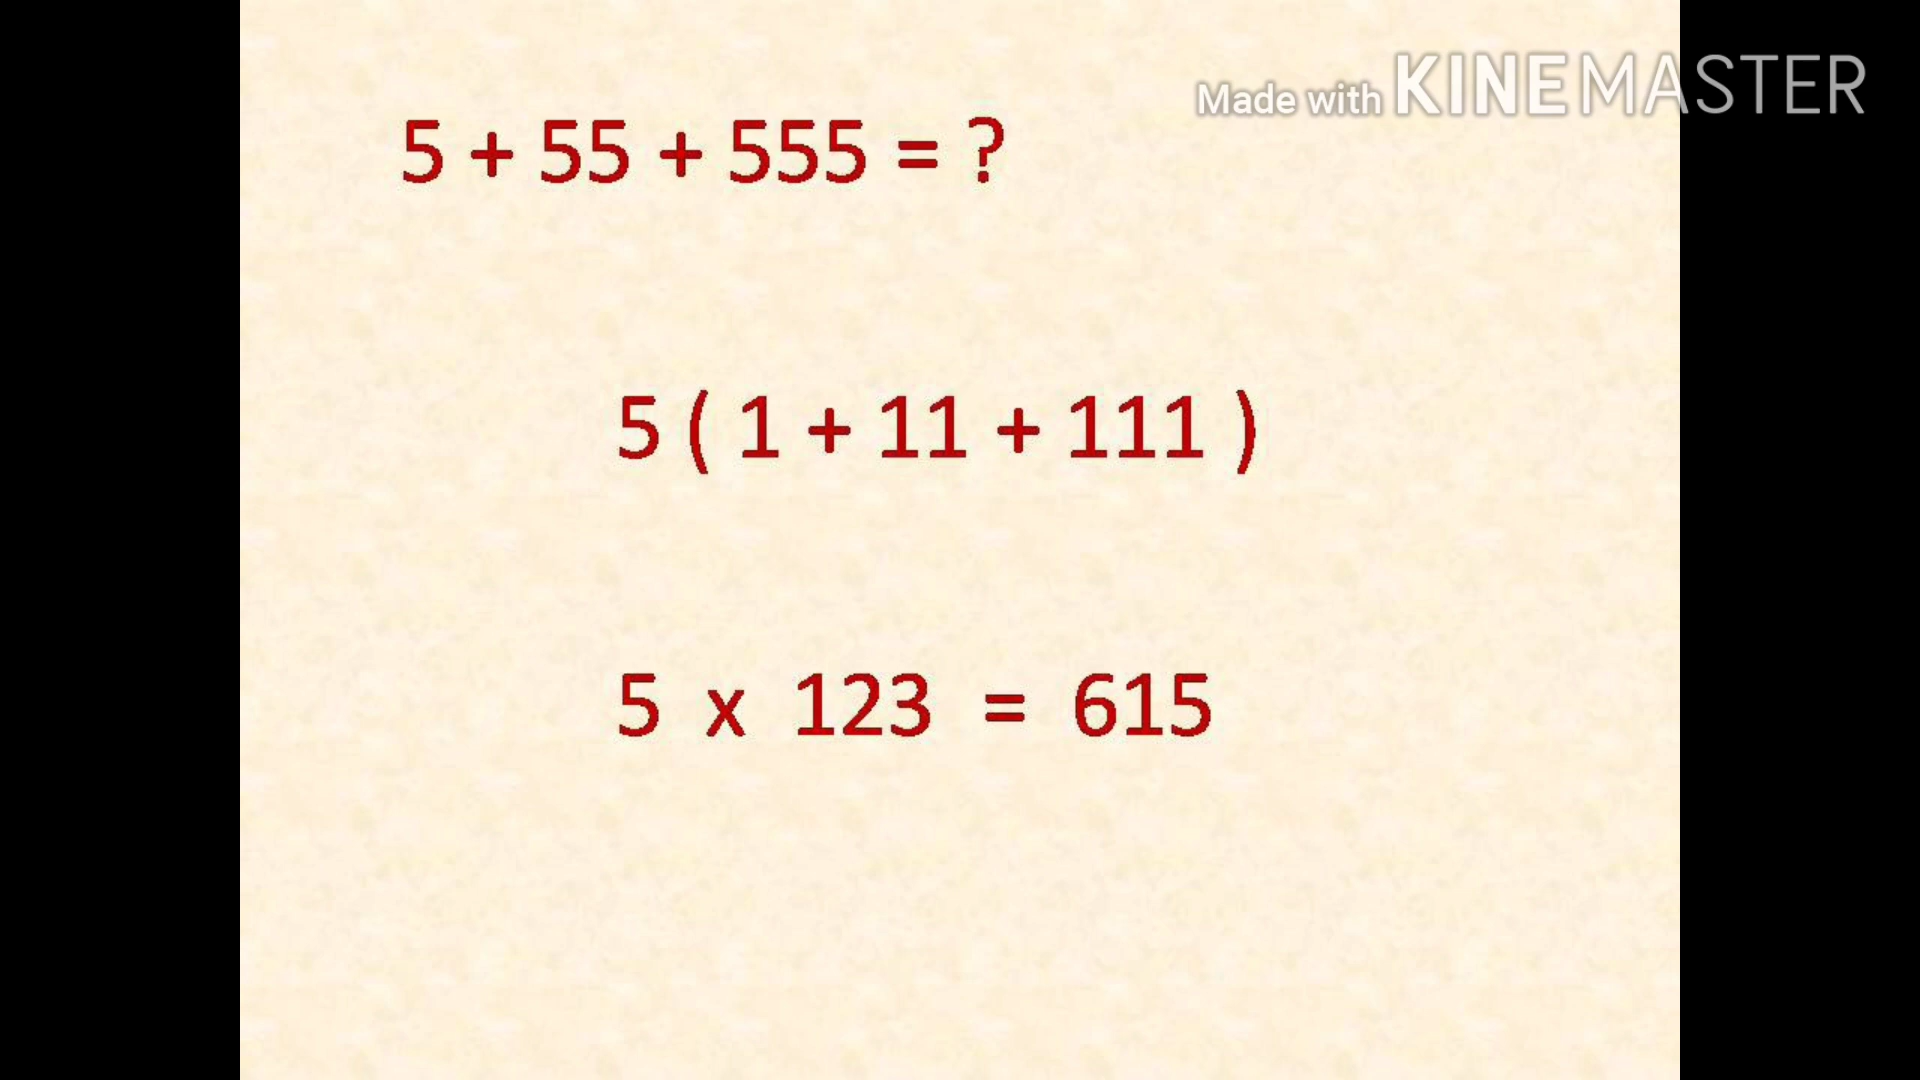 Made with KINEMASTER
5 + 55 + 555 = ?
5 ( 1 + 11 + 111 )
5 x 123 = 615